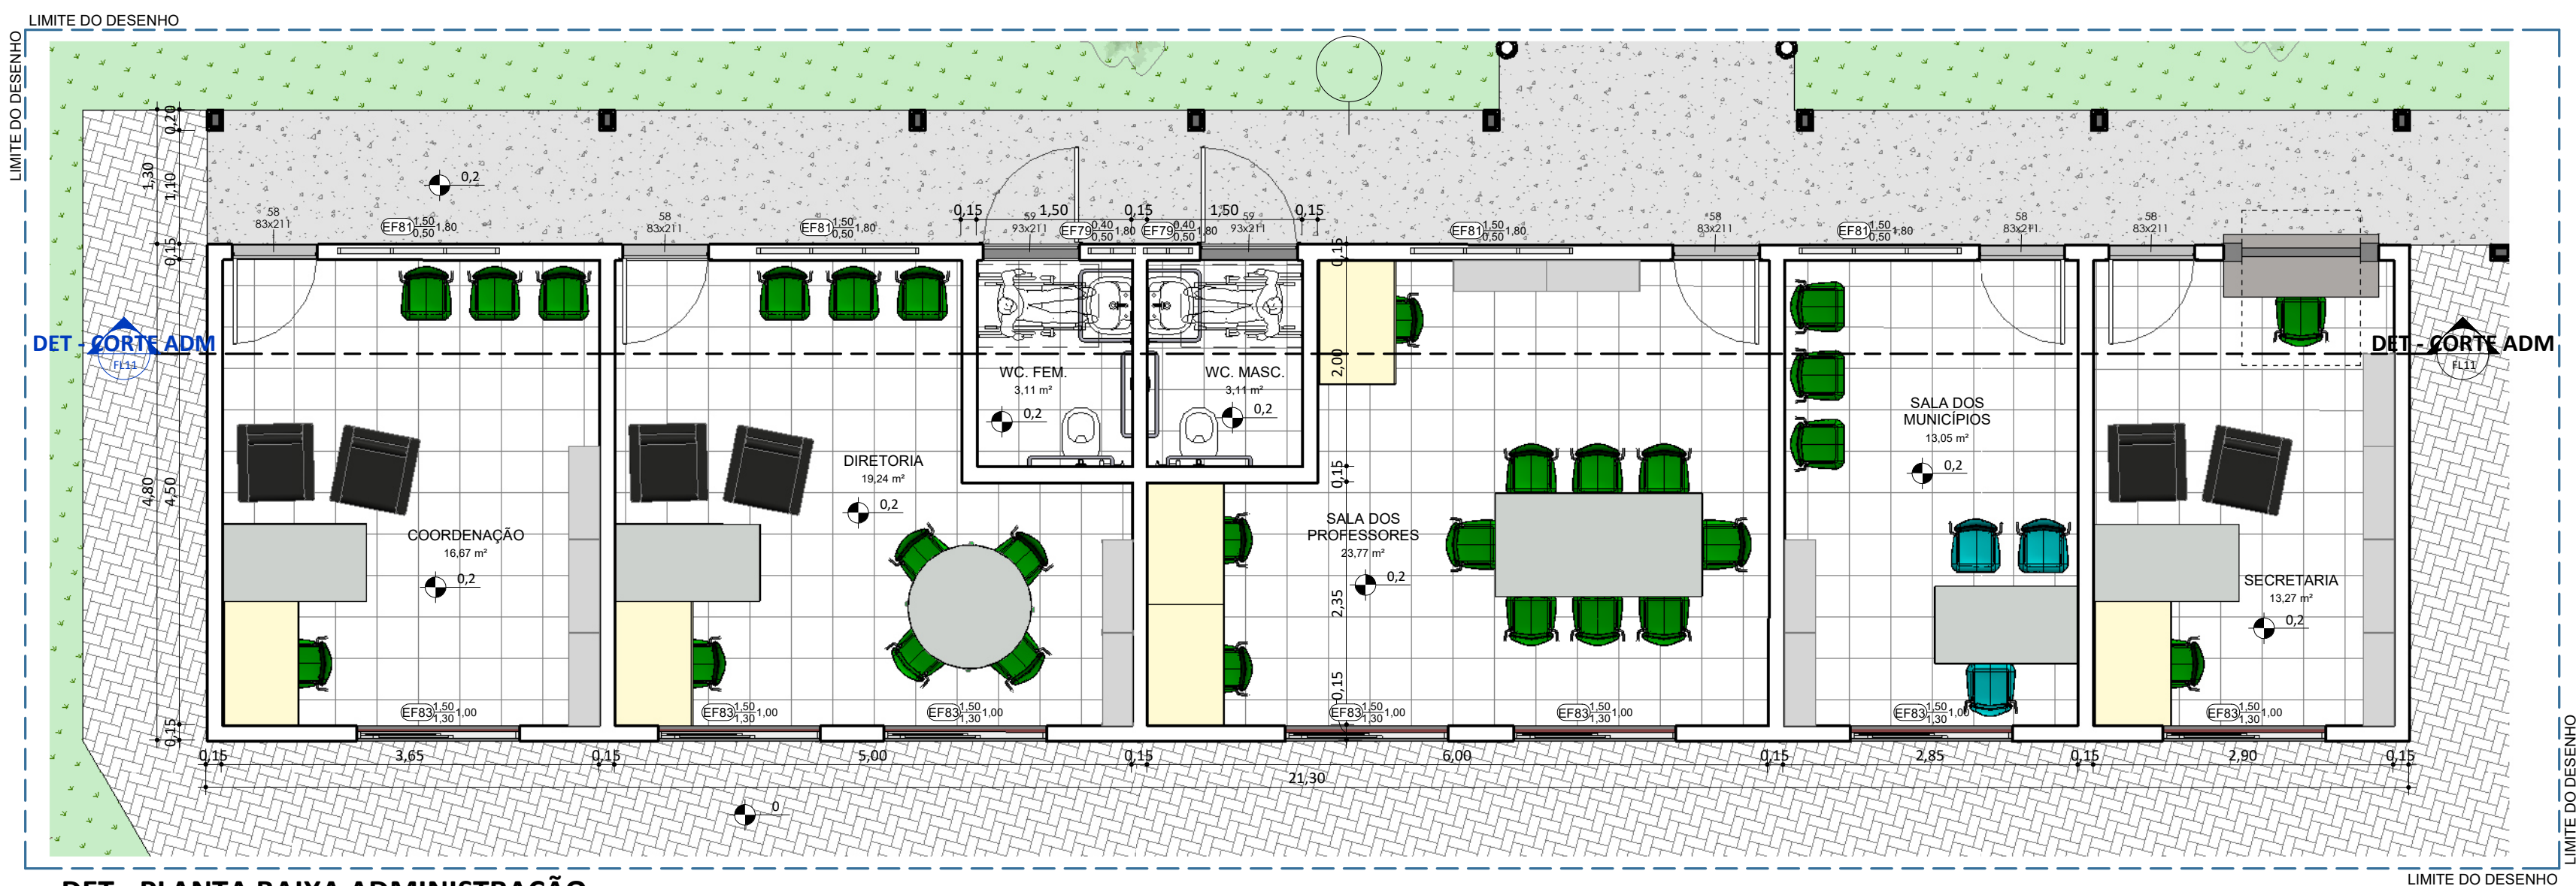 LIMITE DO DESENHO
LIMITE DO DESENHO
0,20
1,30
1,10
0,2
58
83x211
EF81 1,50 1,80
0,50
58
83x211
EF81 1,50 1,80
0,50
0,15
1,50
0,15
1,50
0,15
59
93x211
EF79 0,40 1,80
0,50
EF79 0,40 1,80
0,50
59
93x211
EF81 1,50 1,80
0,50
58
83x211
EF81 1,50 1,80
0,50
58
83x211
58
83x211
0,15
0,15
DET - CORTE ADM
FL11
DET - CORTE ADM
FL11
WC. FEM.
3,11 m²
0,2
WC. MASC.
3,11 m²
0,2
2,00
SALA DOS
MUNICÍPIOS
13,05 m²
0,2
DIRETORIA
19,24 m²
0,2
4,80
4,50
0,15
COORDENAÇÃO
16,67 m²
0,2
SALA DOS
PROFESSORES
23,77 m²
0,2
2,35
SECRETARIA
13,27 m²
0,2
0,15
0,15
EF83 1,50 1,00
1,30
EF83 1,50 1,00
1,30
EF83 1,50 1,00
1,30
EF83 1,50 1,00
1,30
EF83 1,50 1,00
1,30
EF83 1,50 1,00
1,30
EF83 1,50 1,00
1,30
0,15
3,65
0,15
5,00
0,15
6,00
0,15
2,85
0,15
2,90
0,15
21,30
0
LIMITE DO DESENHO
LIMITE DO DESENHO
DET - PLANTA BAIXA ADMINISTRAÇÃO